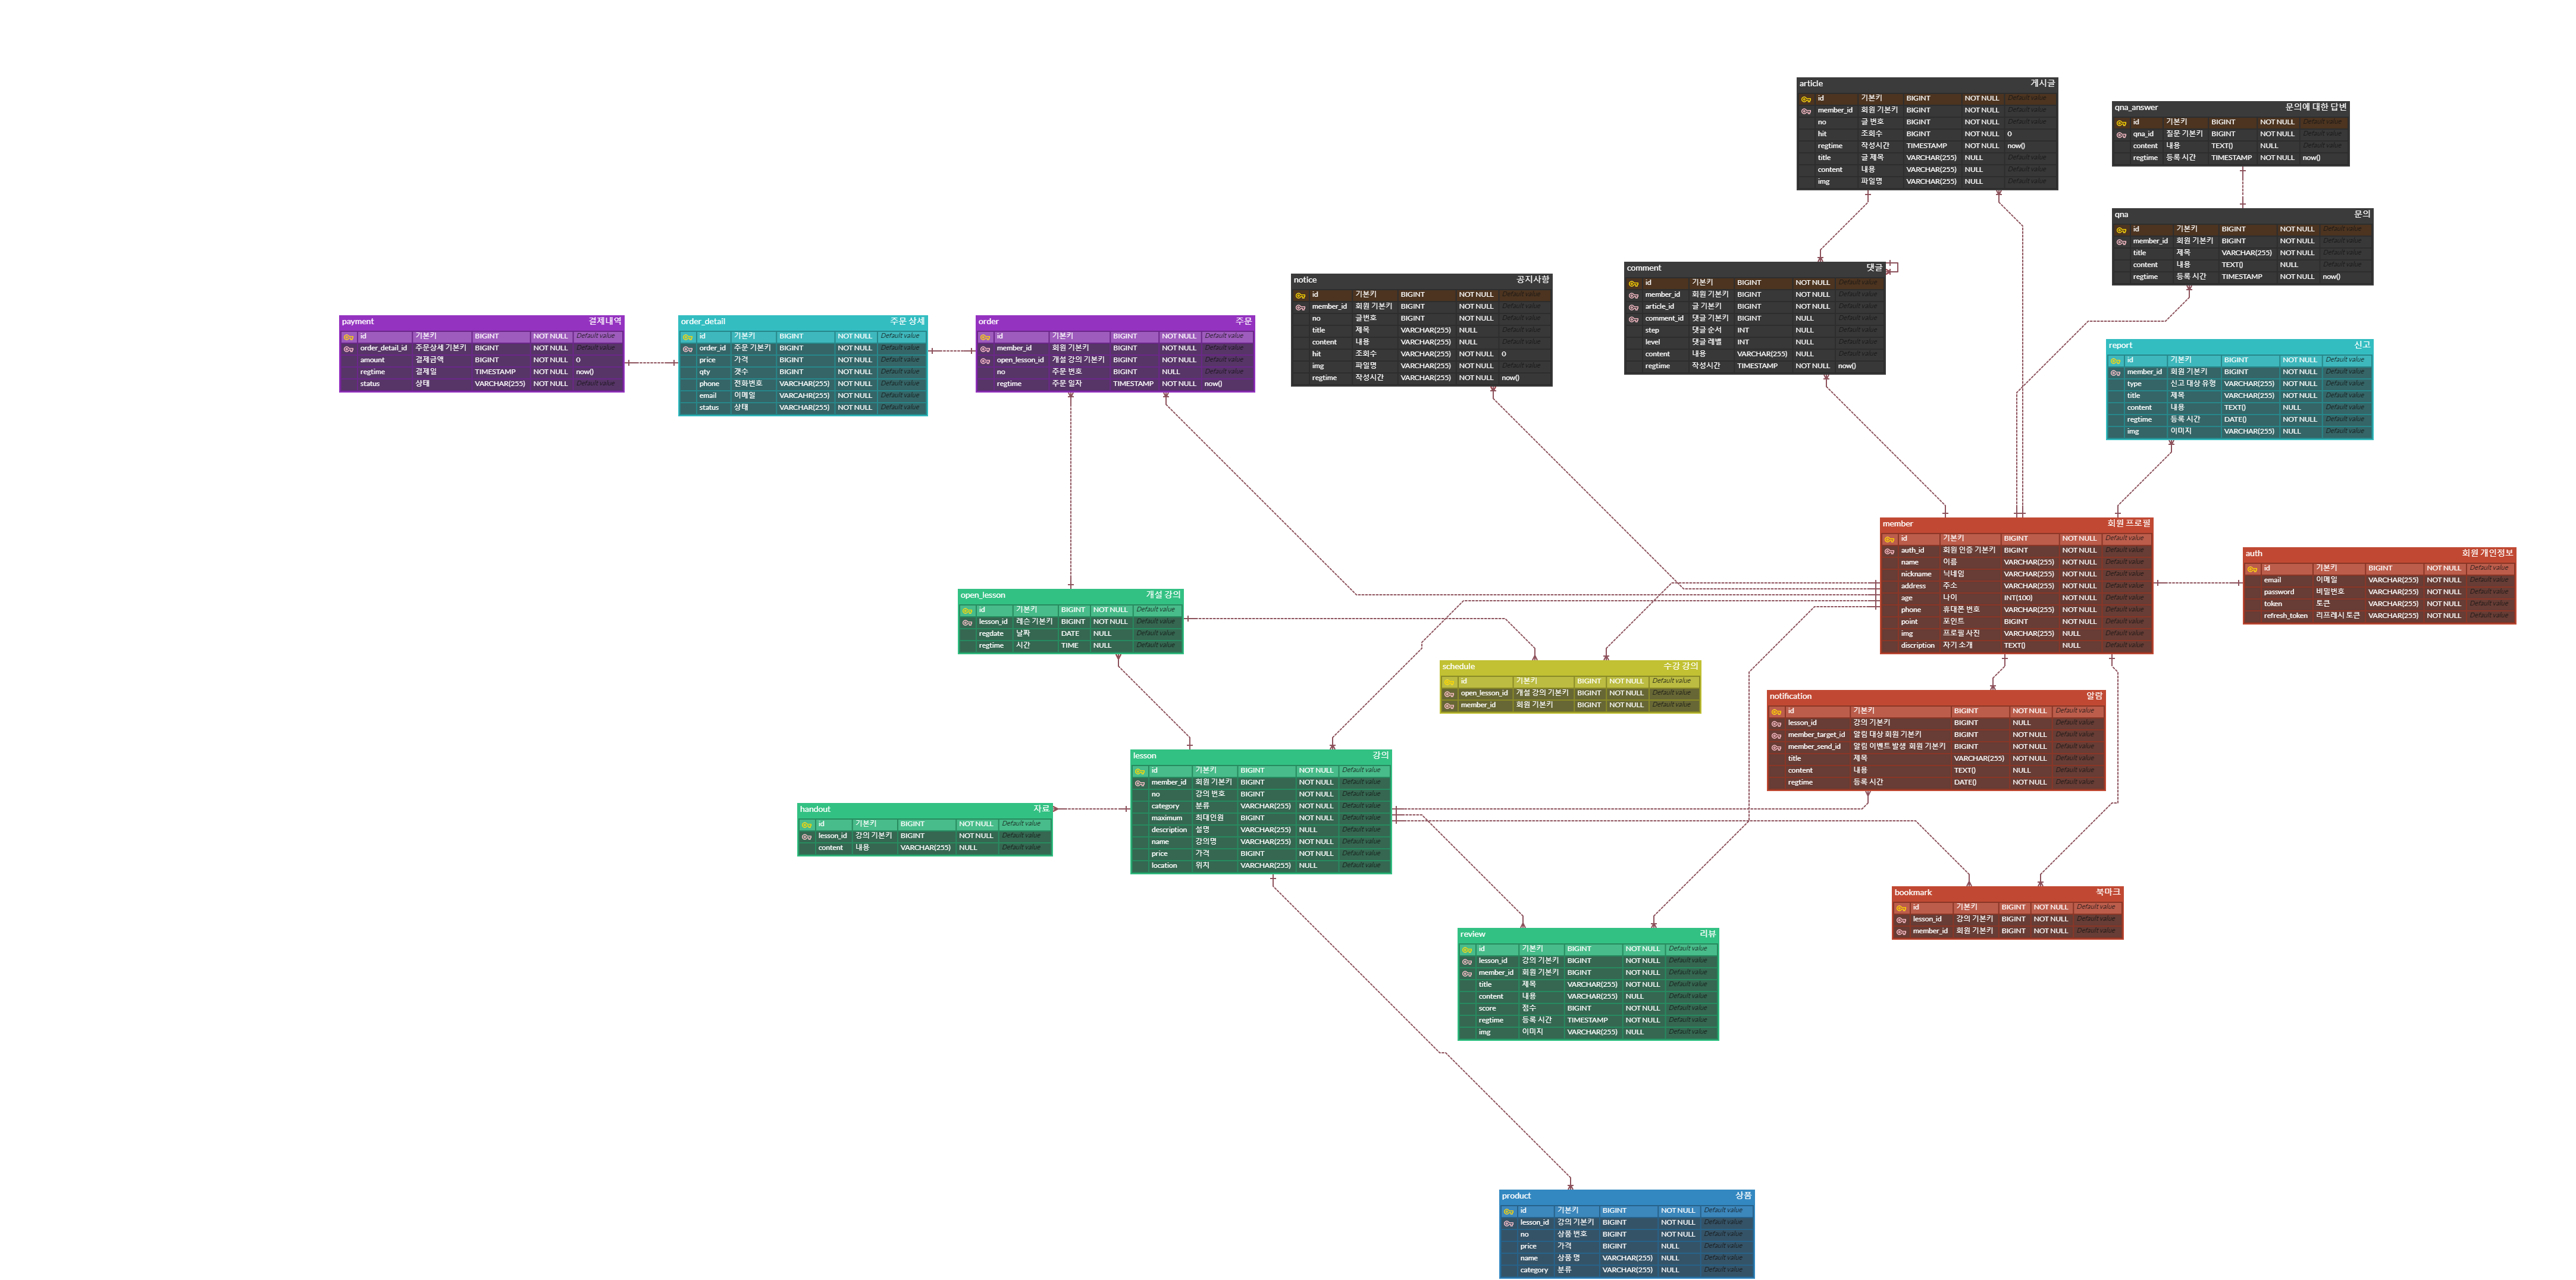 article 게시글
id 기본키 BIGINT NOT NULL Default value
member_id 회원 기본키 BIGINT NOT NULL Default value
no 글 번호 BIGINT NOT NULL Default value
hit 조회수 BIGINT NOT NULL 0
regtime 작성시간 TIMESTAMP NOT NULL now()
title 글 제목 VARCHAR(255) NULL Default value
content 내용 VARCHAR(255) NULL Default value
img 파일명 VARCHAR(255) NULL Default value
qna_answer 문의에 대한 답변
id 기본키 BIGINT NOT NULL Default value
qna_id 질문 기본키 BIGINT NOT NULL Default value
content 내용 TEXT() NULL Default value
regtime 등록 시간 TIMESTAMP NOT NULL now()
qna 문의
id 기본키 BIGINT NOT NULL Default value
member_id 회원 기본키 BIGINT NOT NULL Default value
title 제목 VARCHAR(255) NOT NULL Default value
content 내용 TEXT() NULL Default value
regtime 등록 시간 TIMESTAMP NOT NULL now()
notice 공지사항
id 기본키 BIGINT NOT NULL Default value
member_id 회원 기본키 BIGINT NOT NULL Default value
no 글번호 BIGINT NOT NULL Default value
title 제목 VARCHAR(255) NULL Default value
content 내용 VARCHAR(255) NULL Default value
hit 조회수 VARCHAR(255) NOT NULL 0
img 파일명 VARCHAR(255) NULL Default value
regtime 작성시간 VARCHAR(255) NOT NULL now()
comment 댓글
id 기본키 BIGINT NOT NULL Default value
member_id 회원 기본키 BIGINT NOT NULL Default value
article_id 글 기본키 BIGINT NOT NULL Default value
comment_id 댓글 기본키 BIGINT NULL Default value
step 댓글 순서 INT NULL Default value
level 댓글 레벨 INT NULL Default value
content 내용 VARCHAR(255) NULL Default value
regtime 작성시간 TIMESTAMP NOT NULL now()
payment 결제내역
id 기본키 BIGINT NOT NULL Default value
order_detail_id 주문상세 기본키 BIGINT NOT NULL Default value
amount 결제금액 BIGINT NOT NULL 0
regtime 결제일 TIMESTAMP NOT NULL now()
status 상태 VARCHAR(255) NOT NULL Default value
order_detail 주문 상세
id 기본키 BIGINT NOT NULL Default value
order_id 주문 기본키 BIGINT NOT NULL Default value
price 가격 BIGINT NOT NULL Default value
qty 갯수 BIGINT NOT NULL Default value
phone 전화번호 VARCHAR(255) NOT NULL Default value
email 이메일 VARCAHR(255) NOT NULL Default value
status 상태 VARCHAR(255) NOT NULL Default value
order 주문
id 기본키 BIGINT NOT NULL Default value
member_id 회원 기본키 BIGINT NOT NULL Default value
open_lesson_id 개설 강의 기본키 BIGINT NOT NULL Default value
no 주문 번호 BIGINT NULL Default value
regtime 주문 일자 TIMESTAMP NOT NULL now()
report 신고
id 기본키 BIGINT NOT NULL Default value
member_id 회원 기본키 BIGINT NOT NULL Default value
type 신고 대상 유형 VARCHAR(255) NOT NULL Default value
title 제목 VARCHAR(255) NOT NULL Default value
content 내용 TEXT() NULL Default value
regtime 등록 시간 DATE() NOT NULL Default value
img 이미지 VARCHAR(255) NULL Default value
member 회원 프로필
id 기본키 BIGINT NOT NULL Default value
auth_id 회원 인증 기본키 BIGINT NOT NULL Default value
name 이름 VARCHAR(255) NOT NULL Default value
nickname 닉네임 VARCHAR(255) NOT NULL Default value
address 주소 VARCHAR(255) NOT NULL Default value
age 나이 INT(100) NOT NULL Default value
phone 휴대폰 번호 VARCHAR(255) NOT NULL Default value
point 포인트 BIGINT NOT NULL Default value
img 프로필 사진 VARCHAR(255) NULL Default value
discription 자기 소개 TEXT() NULL Default value
auth 회원 개인정보
id 기본키 BIGINT NOT NULL Default value
email 이메일 VARCHAR(255) NOT NULL Default value
password 비밀번호 VARCHAR(255) NOT NULL Default value
token 토큰 VARCHAR(255) NOT NULL Default value
refresh_token 리프레시 토큰 VARCHAR(255) NOT NULL Default value
open_lesson 개설 강의
id 기본키 BIGINT NOT NULL Default value
lesson_id 레슨 기본키 BIGINT NOT NULL Default value
regdate 날짜 DATE NULL Default value
regtime 시간 TIME NULL Default value
schedule 수강 강의
id 기본키 BIGINT NOT NULL Default value
open_lesson_id 개설 강의 기본키 BIGINT NOT NULL Default value
member_id 회원 기본키 BIGINT NOT NULL Default value
notification 알림
id 기본키 BIGINT NOT NULL Default value
lesson_id 강의 기본키 BIGINT NULL Default value
member_target_id 알림 대상 회원 기본키 BIGINT NOT NULL Default value
member_send_id 알림 이벤트 발생 회원 기본키 BIGINT NOT NULL Default value
title 제목 VARCHAR(255) NOT NULL Default value
content 내용 TEXT() NULL Default value
regtime 등록 시간 DATE() NOT NULL Default value
lesson 강의
id 기본키 BIGINT NOT NULL Default value
member_id 회원 기본키 BIGINT NOT NULL Default value
no 강의 번호 BIGINT NOT NULL Default value
category 분류 VARCHAR(255) NOT NULL Default value
maximum 최대인원 BIGINT NOT NULL Default value
description 설명 VARCHAR(255) NULL Default value
name 강의명 VARCHAR(255) NOT NULL Default value
price 가격 BIGINT NOT NULL Default value
location 위치 VARCHAR(255) NULL Default value
handout 자료
id 기본키 BIGINT NOT NULL Default value
lesson_id 강의 기본키 BIGINT NOT NULL Default value
content 내용 VARCHAR(255) NULL Default value
bookmark 북마크
id 기본키 BIGINT NOT NULL Default value
lesson_id 강의 기본키 BIGINT NOT NULL Default value
member_id 회원 기본키 BIGINT NOT NULL Default value
review 리뷰
id 기본키 BIGINT NOT NULL Default value
lesson_id 강의 기본키 BIGINT NOT NULL Default value
member_id 회원 기본키 BIGINT NOT NULL Default value
title 제목 VARCHAR(255) NOT NULL Default value
content 내용 VARCHAR(255) NULL Default value
score 점수 BIGINT NOT NULL Default value
regtime 등록 시간 TIMESTAMP NOT NULL Default value
img 이미지 VARCHAR(255) NULL Default value
product 상품
id 기본키 BIGINT NOT NULL Default value
lesson_id 강의 기본키 BIGINT NOT NULL Default value
no 상품 번호 BIGINT NOT NULL Default value
price 가격 BIGINT NULL Default value
name 상품 명 VARCHAR(255) NULL Default value
category 분류 VARCHAR(255) NULL Default value